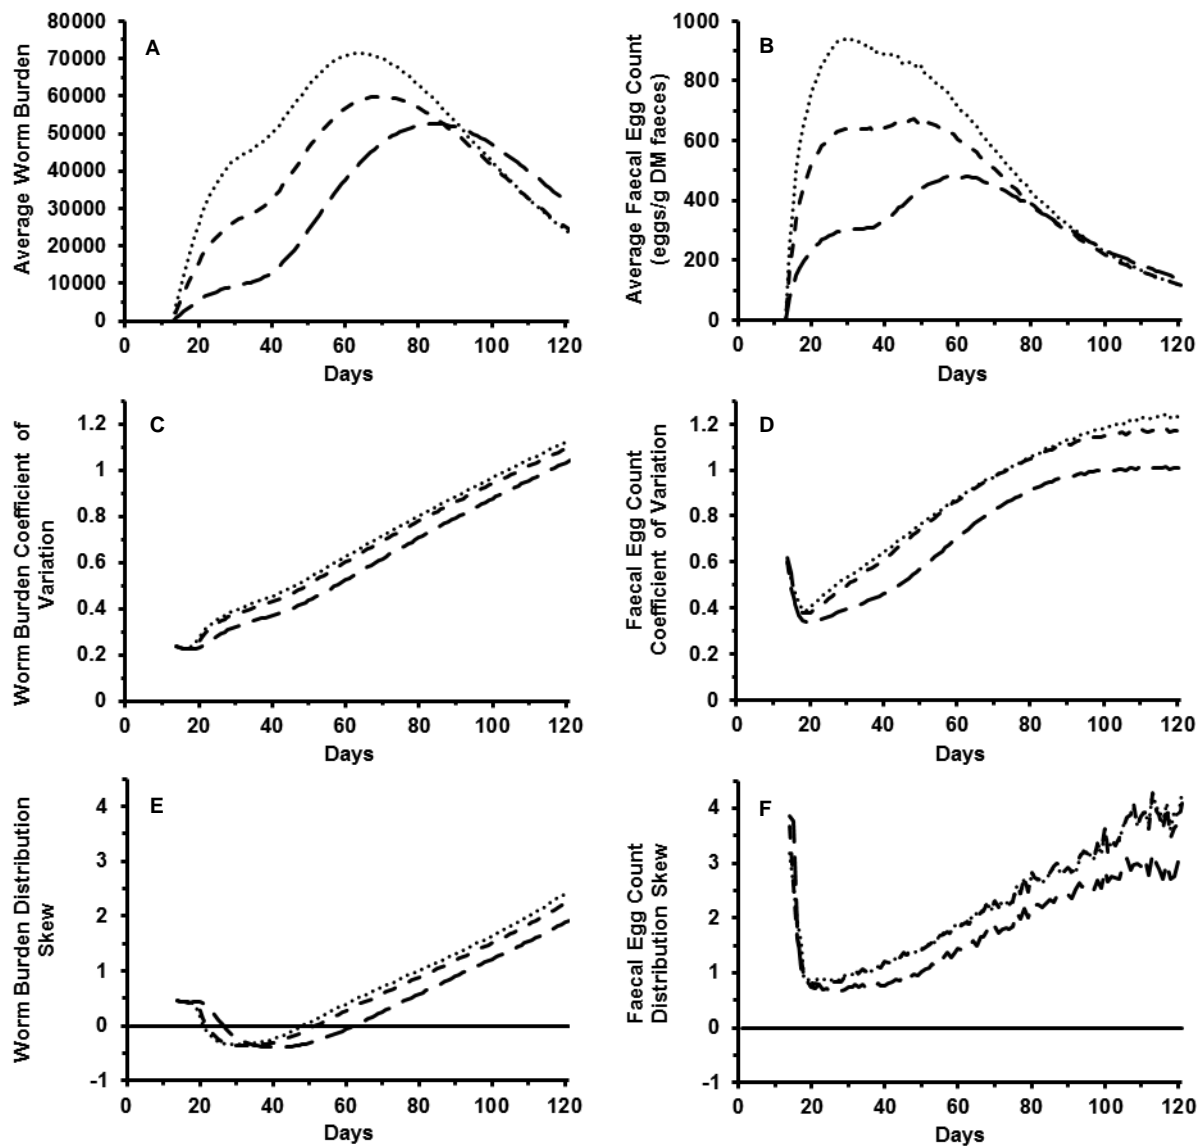 A
Average Worm Burden
80000
70000
60000
50000
40000
30000
20000
10000
0
0 20 40 60 80 100 120
Days
B
Average Faecal Egg Count
(eggs/g DM faeces)
1000
800
600
400
200
0
0 20 40 60 80 100 120
Days
C
Worm Burden Coefficient of
Variation
1.2
1
0.8
0.6
0.4
0.2
0
0 20 40 60 80 100 120
Days
D
Faecal Egg Count
Coefficient of Variation
1.2
1
0.8
0.6
0.4
0.2
0
0 20 40 60 80 100 120
Days
E
Worm Burden Distribution
Skew
4
3
2
1
0
-1
0 20 40 60 80 100 120
Days
F
Faecal Egg Count
Distribution Skew
4
3
2
1
0
-1
0 20 40 60 80 100 120
Days